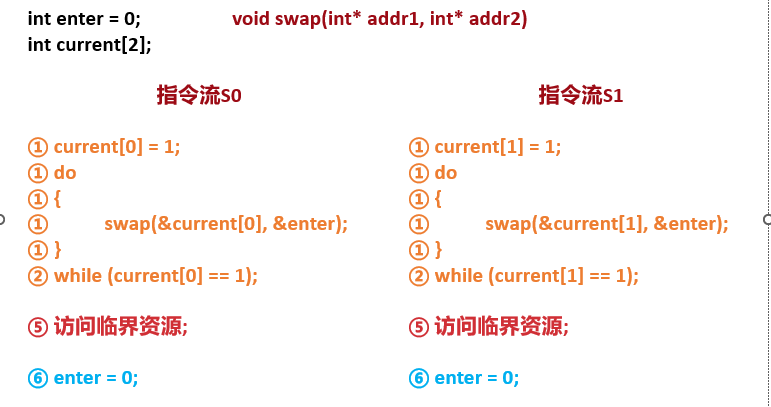 int enter = 0; void swap(int* addr1, int* addr2)
int current[2];
指令流S0 指令流S1
① current[0] = 1; ① current[1] = 1;
① do ① do
① { ① {
① swap(&current[0], &enter); ① swap(&current[1], &enter);
① } ① }
② while (current[0] == 1); ② while (current[1] == 1);
⑤ 访问临界资源; ⑤ 访问临界资源;
⑥ enter = 0; ⑥ enter = 0;